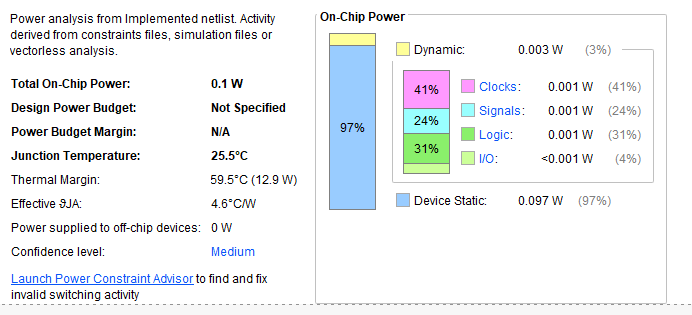 Power analysis from Implemented netlist. Activity
derived from constraints files, simulation files or
vectorless analysis.
Total On-Chip Power: 0.1 W
Design Power Budget: Not Specified
Power Budget Margin: N/A
Junction Temperature: 25.5°C
Thermal Margin: 59.5°C (12.9 W)
Effective ϑJA: 4.6°C/W
Power supplied to off-chip devices: 0 W
Confidence level: Medium
Launch Power Constraint Advisor to find and fix
invalid switching activity
On-Chip Power
97%
Dynamic: 0.003 W (3%)
41%
24%
31%
Clocks: 0.001 W (41%)
Signals: 0.001 W (24%)
Logic: 0.001 W (31%)
I/O: <0.001 W (4%)
Device Static: 0.097 W (97%)